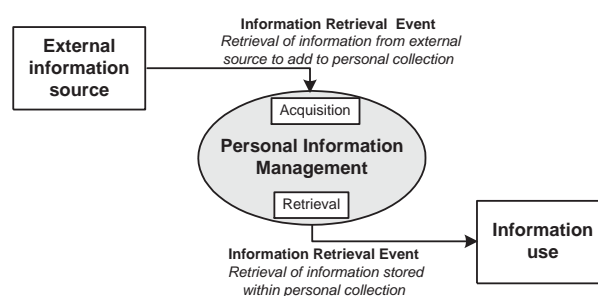 Information Retrieval Event
Retrieval of information from external
source to add to personal collection
External
information
source
Acquisition
Personal Information
Management
Retrieval
Information
use
Information Retrieval Event
Retrieval of information stored
within personal collection